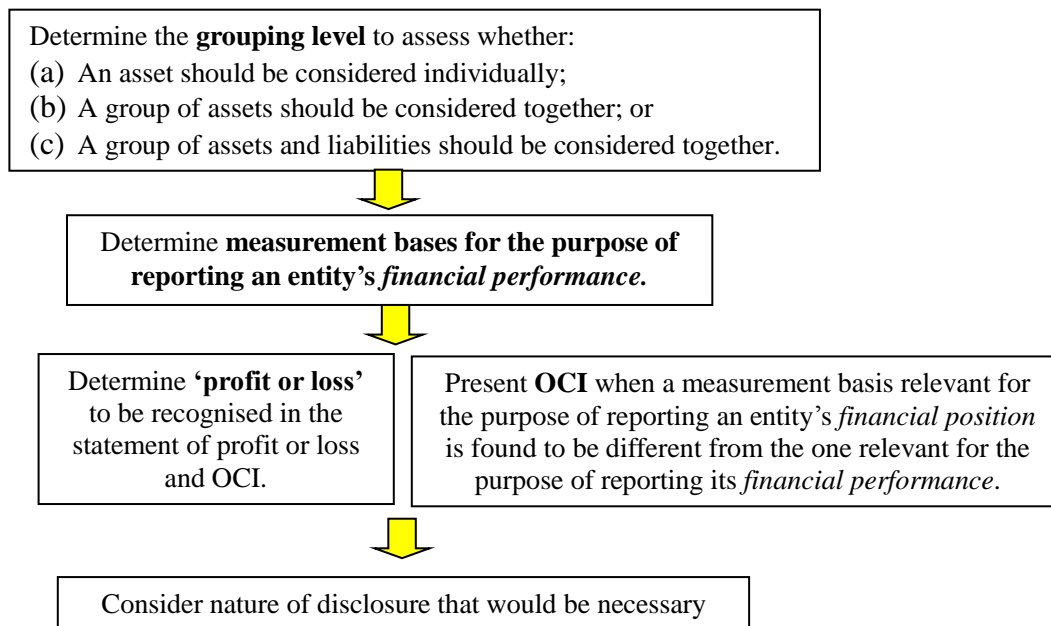 Determine the grouping level to assess whether:
(a) An asset should be considered individually;
(b) A group of assets should be considered together; or
(c) A group of assets and liabilities should be considered together.
Determine measurement bases for the purpose of
reporting an entity’s financial performance.
Determine ‘profit or loss’
to be recognised in the
statement of profit or loss
and OCI.
Present OCI when a measurement basis relevant for
the purpose of reporting an entity’s financial position
is found to be different from the one relevant for the
purpose of reporting its financial performance.
Consider nature of disclosure that would be necessary